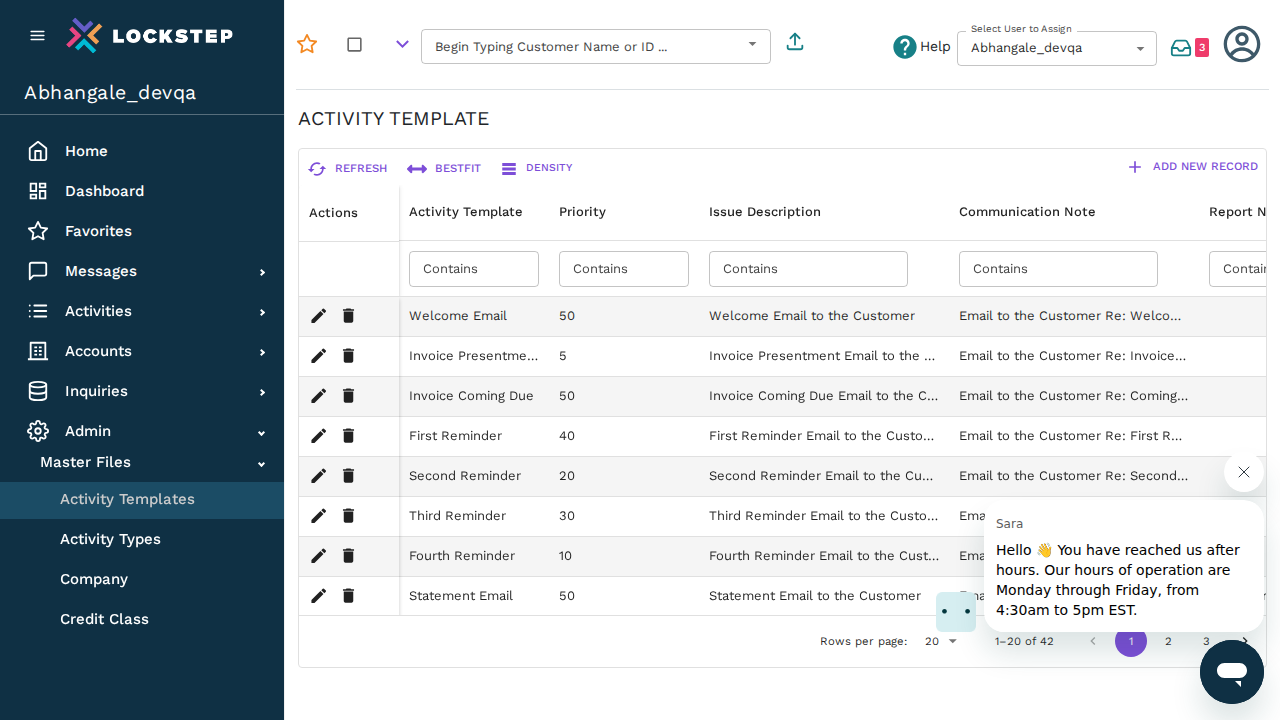 LOCKSTEP
Abhangale_devqa
Home
Dashboard
Favorites
Messages
Activities
Accounts
Inquiries
Admin
Master Files
Activity Templates
Activity Types
Company
Credit Class
Begin Typing Customer Name or ID ...
Help
Select User to Assign
Abhangale_devqa
3
ACTIVITY TEMPLATE
REFRESH BESTFIT DENSITY ADD NEW RECORD
Actions Activity Template Priority Issue Description Communication Note Report N
Contains Contains Contains Contains Contain
Welcome Email 50 Welcome Email to the Customer Email to the Customer Re: Welco...
Invoice Presentme... 5 Invoice Presentment Email to the ... Email to the Customer Re: Invoice...
Invoice Coming Due 50 Invoice Coming Due Email to the C... Email to the Customer Re: Coming...
First Reminder 40 First Reminder Email to the Custo... Email to the Customer Re: First R...
Second Reminder 20 Second Reminder Email to the Cu... Email to the Customer Re: Second...
Third Reminder 30 Third Reminder Email to the Custo...
Fourth Reminder 10 Fourth Reminder Email to the Cust...
Statement Email 50 Statement Email to the Customer
Rows per page: 20 1–20 of 42 1 2 3
Sara
Hello 👋 You have reached us after
hours. Our hours of operation are
Monday through Friday, from
4:30am to 5pm EST.